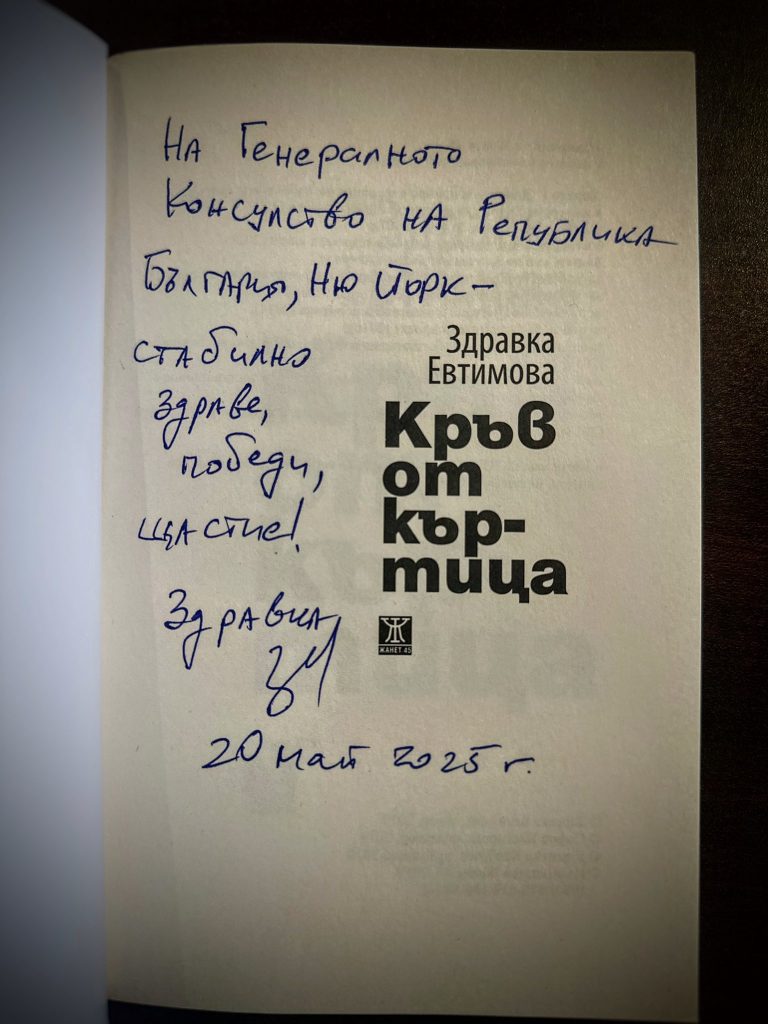 На Генералното
Консулство на Република
България, Ню Йорк –
стабилно
здраве,
победи,
щастие!
Здравка
20 май 2025 г.
Здравка
Евтимова
Кръв
от
кър-
тица
ЖАНЕТ 45